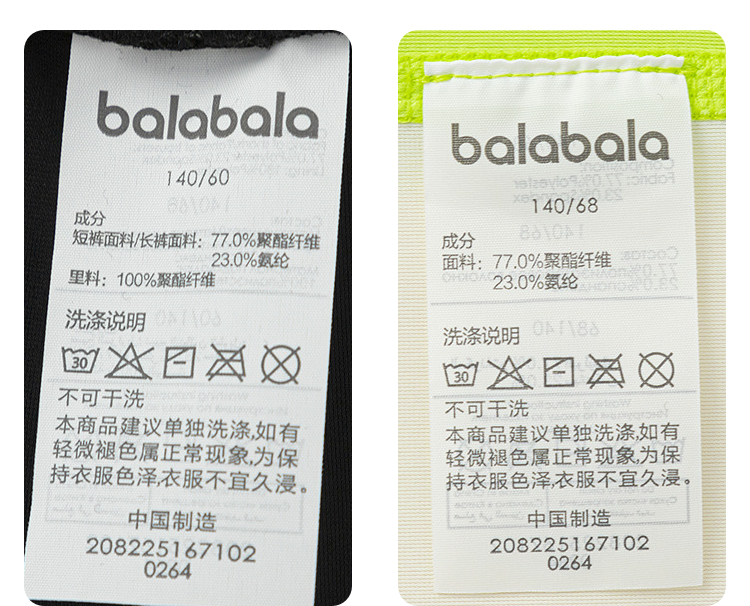 balabala
140/60
成分
短裤面料/长裤面料：77.0%聚酯纤维
23.0%氨纶
里料：100%聚酯纤维
洗涤说明
30
不可干洗
本商品建议单独洗涤,如有
轻微褪色属正常现象,为保
持衣服色泽,衣服不宜久浸。
中国制造
208225167102
0264
balabala
140/68
成分
面料：77.0%聚酯纤维
23.0%氨纶
洗涤说明
30
不可干洗
本商品建议单独洗涤,如有
轻微褪色属正常现象,为保
持衣服色泽,衣服不宜久浸。
中国制造
208225167102
0264